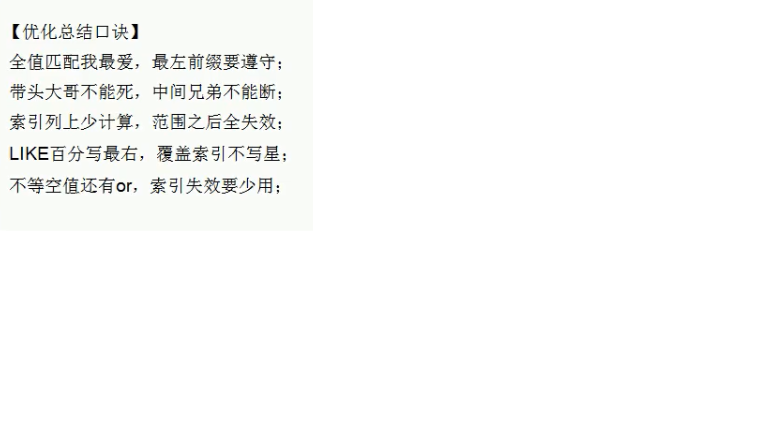 【优化总结口诀】
全值匹配我最爱，最左前缀要遵守；
带头大哥不能死，中间兄弟不能断；
索引列上少计算，范围之后全失效；
LIKE百分写最右，覆盖索引不写星；
不等空值还有or，索引失效要少用；